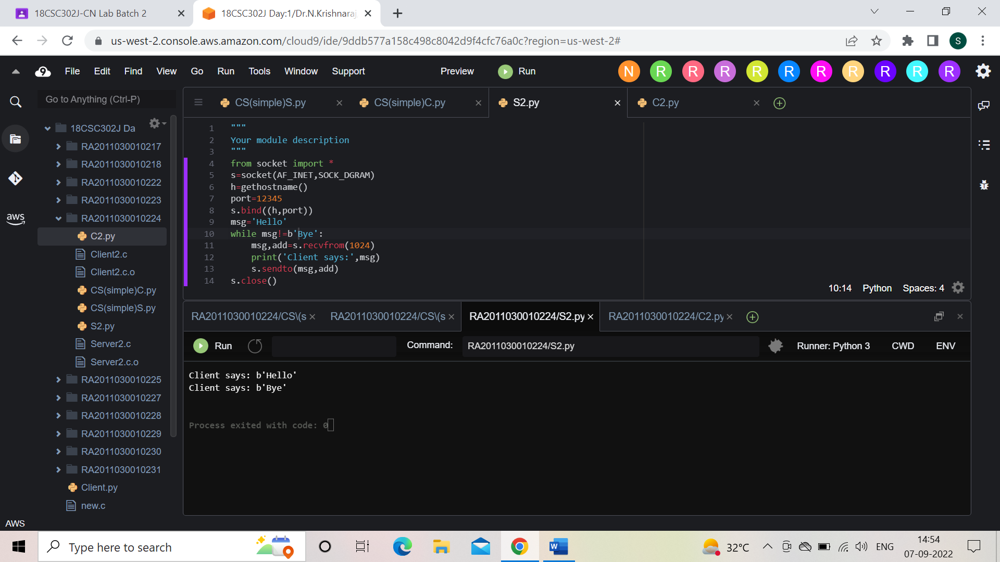 18CSC302J-CN Lab Batch 2
18CSC302J Day:1/Dr.N.Krishnaraj
us-west-2.console.aws.amazon.com/cloud9/ide/9ddb577a158c498c8042d9f4cfc76a0c?region=us-west-2#
S
9 File Edit Find View Go Run Tools Window Support Preview Run N R R R R R R R R R R
Go to Anything (Ctrl-P)
18CSC302J Da
RA2011030010217
RA2011030010218
RA2011030010222
RA2011030010223
RA2011030010224
C2.py
Client2.c
Client2.c.o
CS(simple)C.py
CS(simple)S.py
S2.py
Server2.c
Server2.c.o
RA2011030010225
RA2011030010227
RA2011030010228
RA2011030010229
RA2011030010230
RA2011030010231
Client.py
new.c
aws
AWS
CS(simple)S.py CS(simple)C.py S2.py C2.py
1 """
2 Your module description
3 """
4 from socket import *
5 s=socket(AF_INET,SOCK_DGRAM)
6 h=gethostname()
7 port=12345
8 s.bind((h,port))
9 msg='Hello'
10 while msg!=b'Bye':
11 msg,add=s.recvfrom(1024)
12 print('Client says:',msg)
13 s.sendto(msg,add)
14 s.close()
10:14 Python Spaces: 4
RA2011030010224/CS\(s RA2011030010224/CS\(s RA2011030010224/S2.py RA2011030010224/C2.py
Run Command: RA2011030010224/S2.py Runner: Python 3 CWD ENV
Client says: b'Hello'
Client says: b'Bye'
Process exited with code: 0
Type here to search
W
32°C
ENG
14:54
07-09-2022